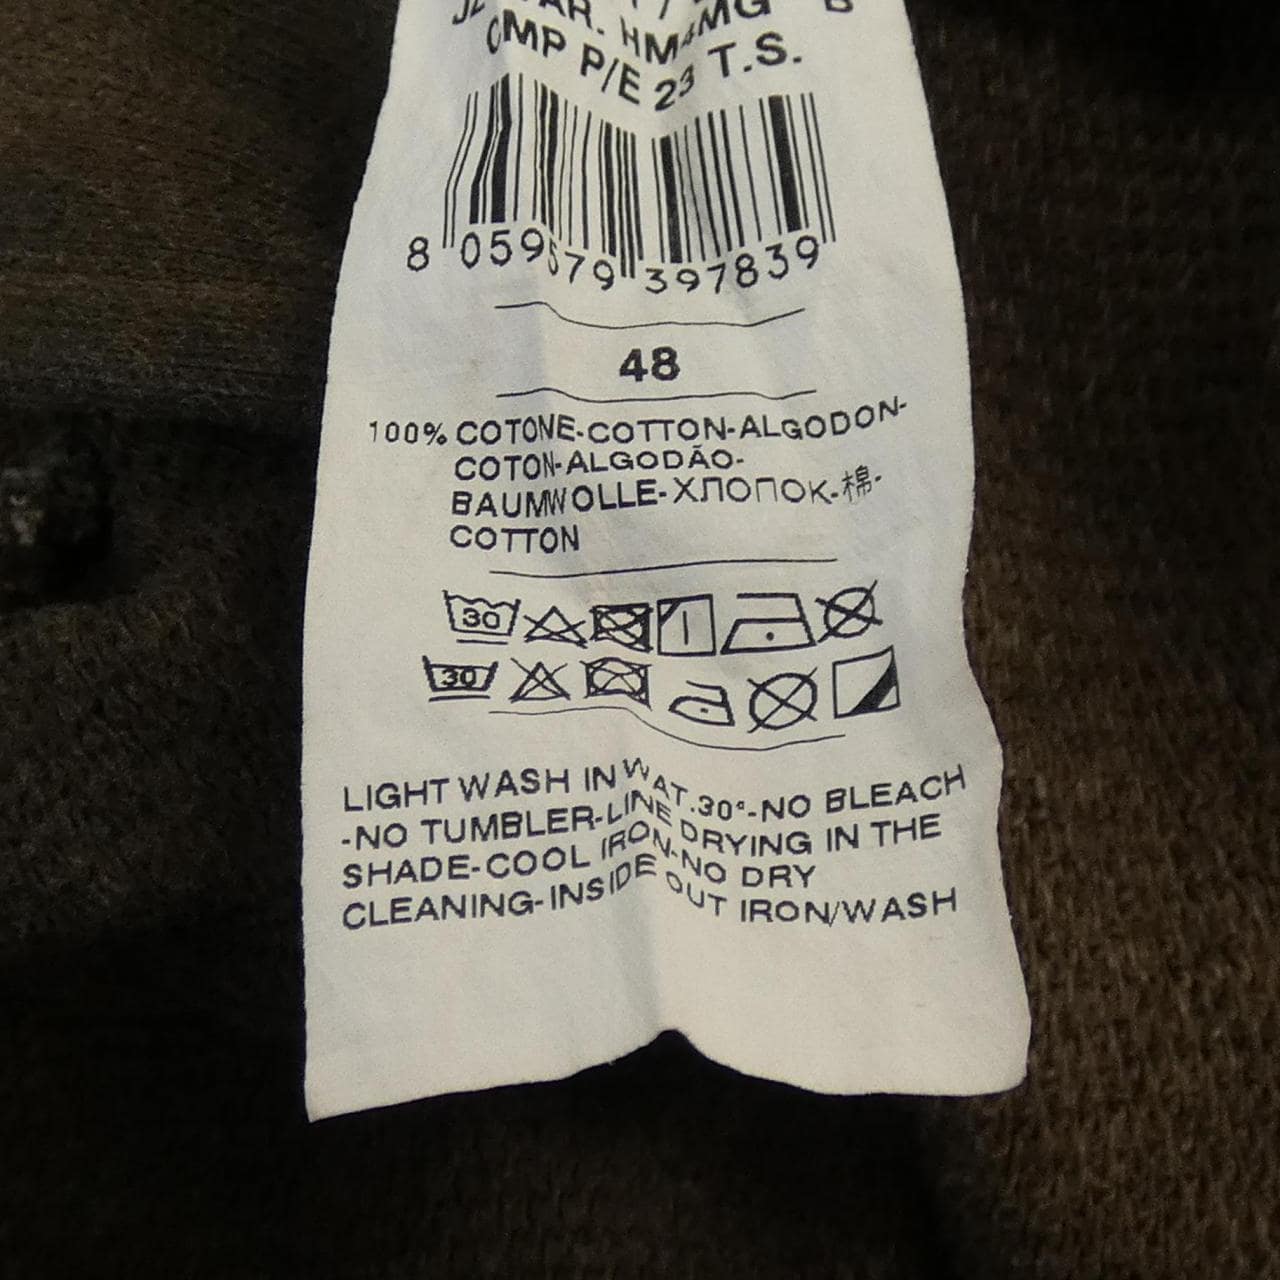 HM4MG
CMP P/E 23 T.S.
8 059679 397839
48
100% COTONE-COTTON-ALGODON-
COTON-ALGODÃO-
BAUMWOLLE-ХЛОПОК-棉-
COTTON
30
30
LIGHT WASH IN WAT.30°-NO BLEACH
-NO TUMBLER-LINE DRYING IN THE
SHADE-COOL IRON-NO DRY
CLEANING-INSIDE OUT IRON/WASH